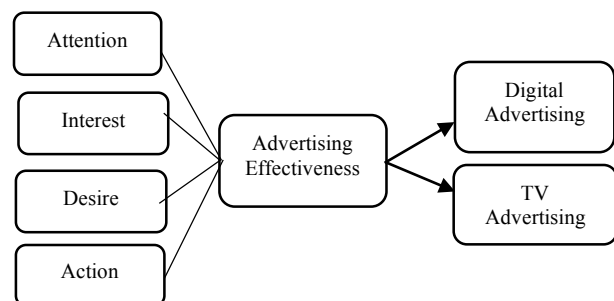 Attention
Interest
Desire
Action
Advertising
Effectiveness
Digital
Advertising
TV
Advertising